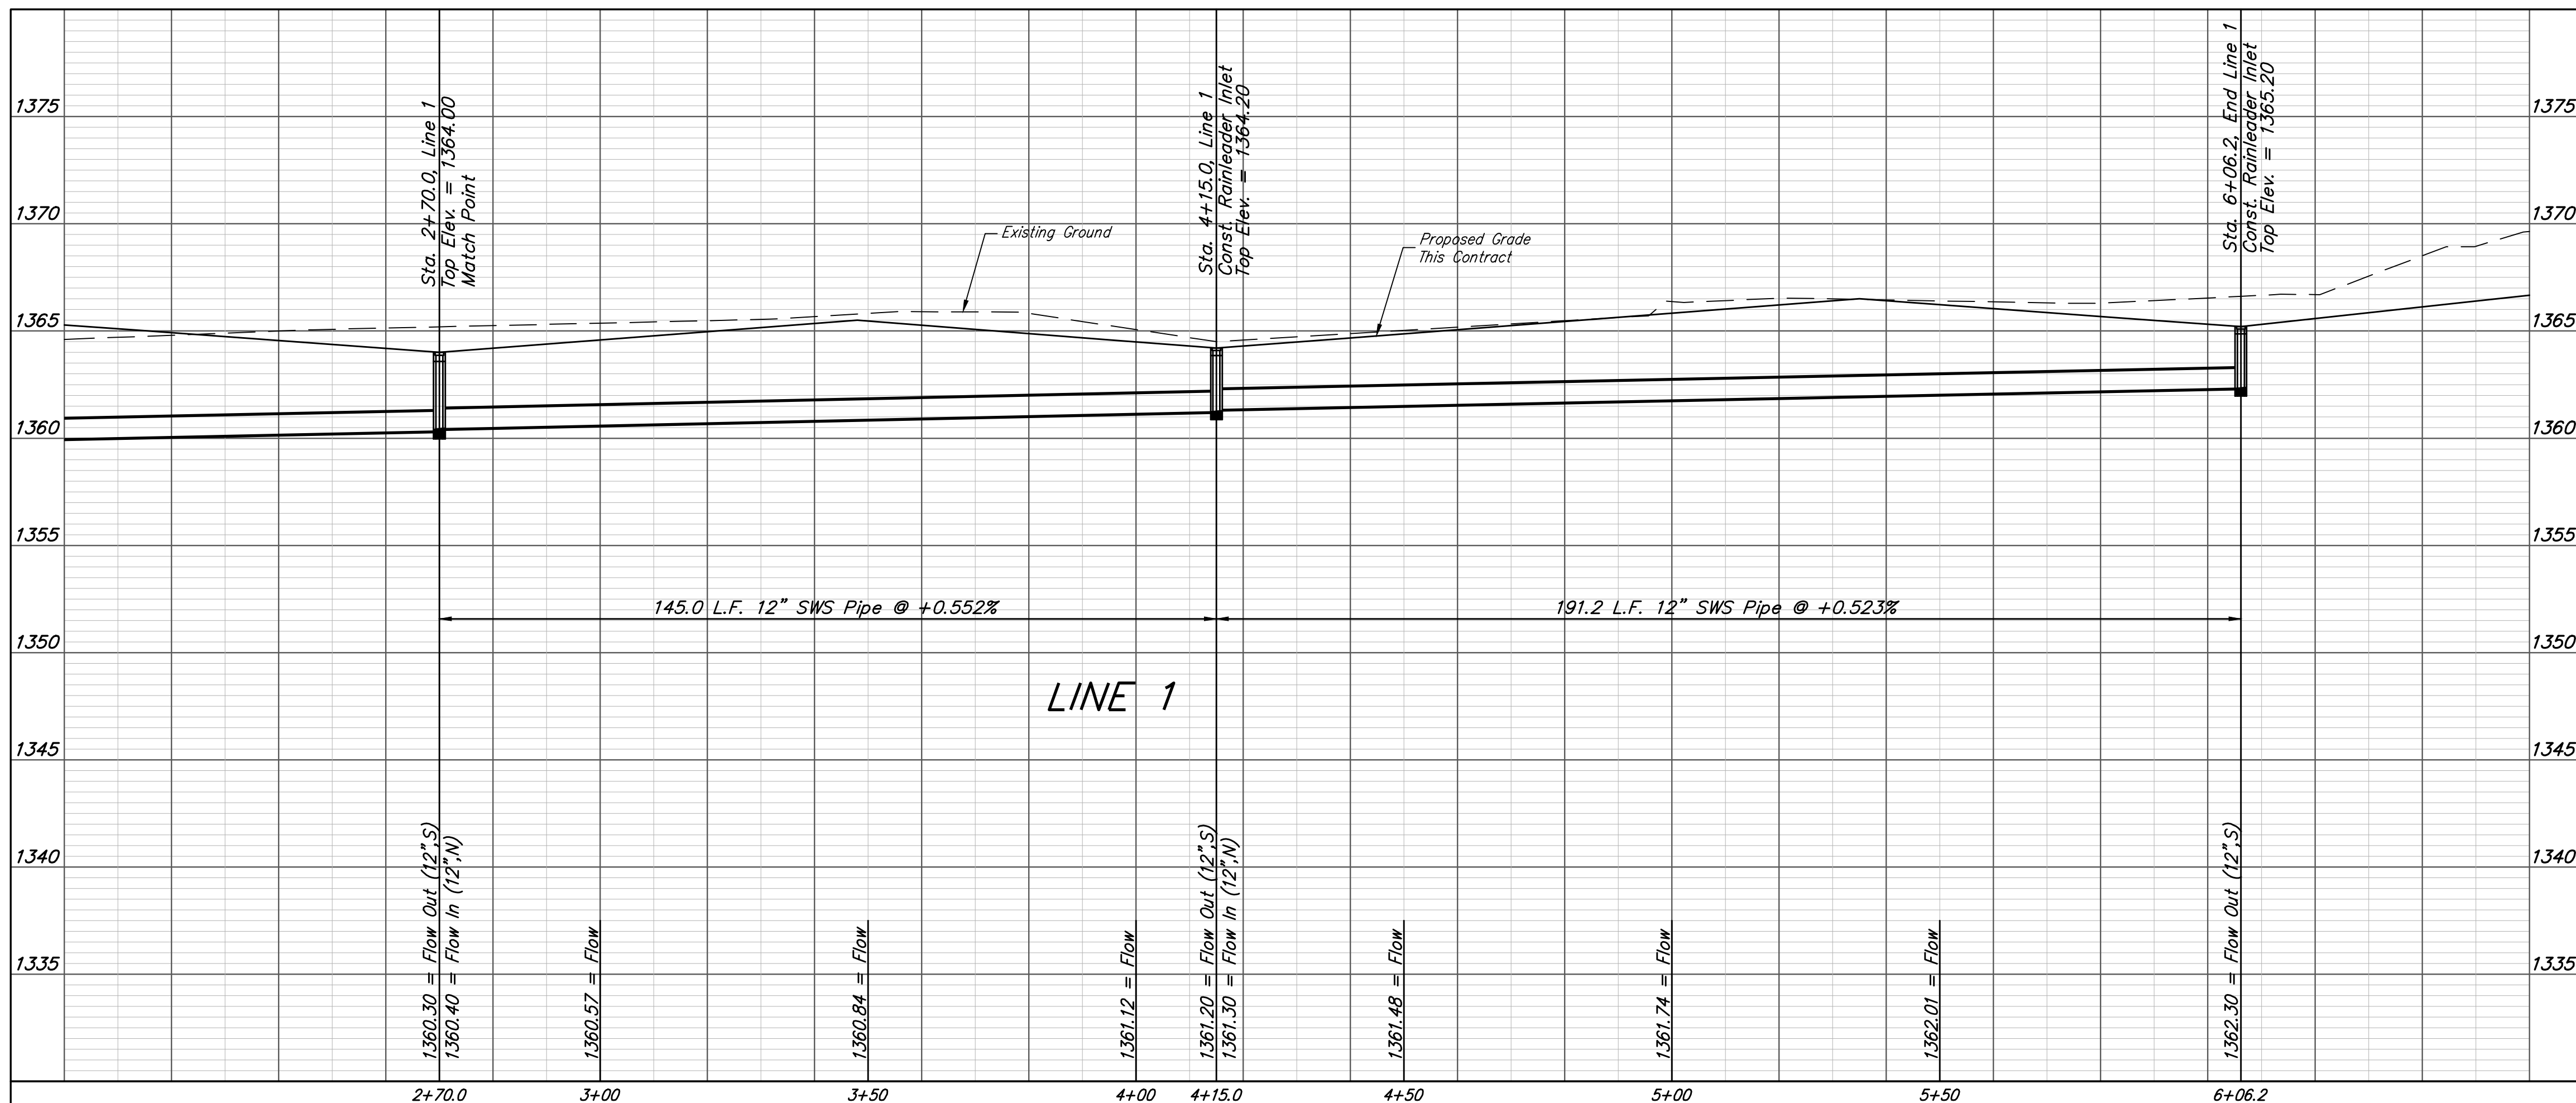 Sta. 2+70.0, Line 1
Top Elev. = 1364.00
Match Point
Sta. 4+15.0, Line 1
Const. Rainleader Inlet
Top Elev. = 1364.20
Sta. 6+06.2, End Line 1
Const. Rainleader Inlet
Top Elev. = 1365.20
1375
1375
1370
1370
Existing Ground
Proposed Grade
This Contract
1365
1365
1360
1360
1355
1355
145.0 L.F. 12" SWS Pipe @ +0.552%
191.2 L.F. 12" SWS Pipe @ +0.523%
1350
1350
LINE 1
1345
1345
1340
1340
1335
1335
1360.30 = Flow Out (12",S)
1360.40 = Flow In (12",N)
1360.57 = Flow
1360.84 = Flow
1361.12 = Flow
1361.20 = Flow Out (12",S)
1361.30 = Flow In (12",N)
1361.48 = Flow
1361.74 = Flow
1362.01 = Flow
1362.30 = Flow Out (12",S)
2+70.0
3+00
3+50
4+00
4+15.0
4+50
5+00
5+50
6+06.2